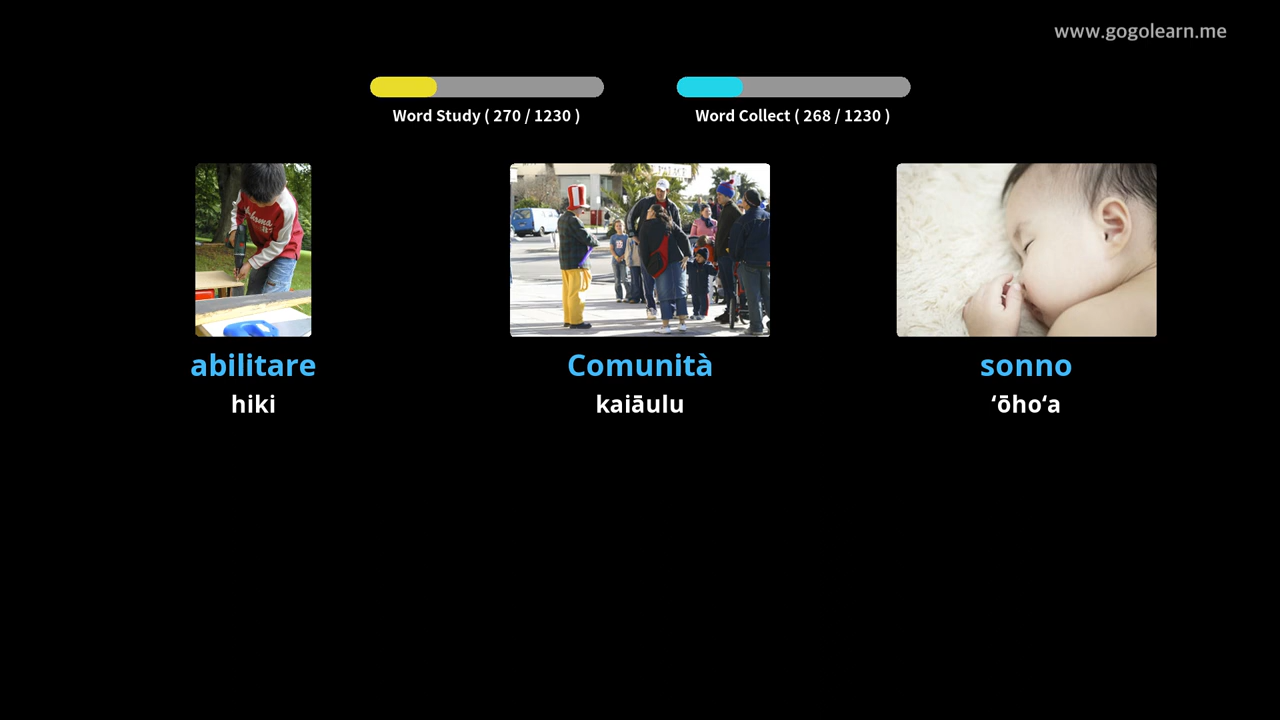 www.gogolearn.me
Word Study ( 270 / 1230 )
Word Collect ( 268 / 1230 )
abilitare
hiki
Comunità
kaiāulu
sonno
ʻōhoʻa